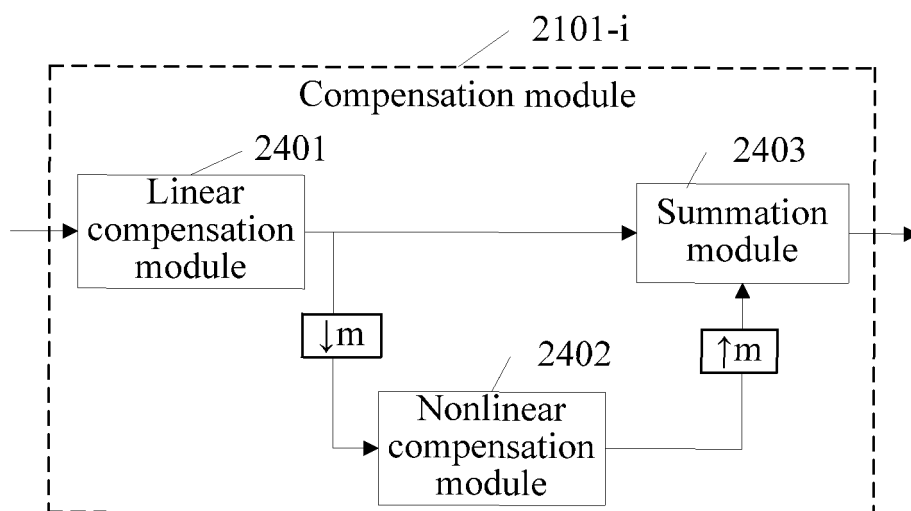 2101-i
Compensation module
2401
2403
Linear
compensation
module
Summation
module
↓m
↑m
2402
Nonlinear
compensation
module